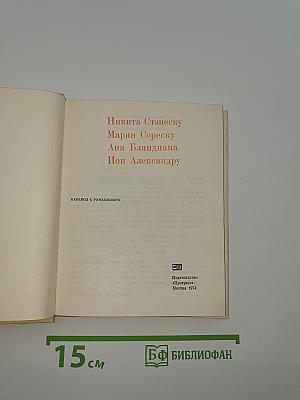 Никита Стэнеску
Марин Сореску
Ана Бландиана
Ион Александру
ПЕРЕВОД С РУМЫНСКОГО
Издательство
«Прогресс»
Москва 1974
15 см
БФ БИБЛИОФАН